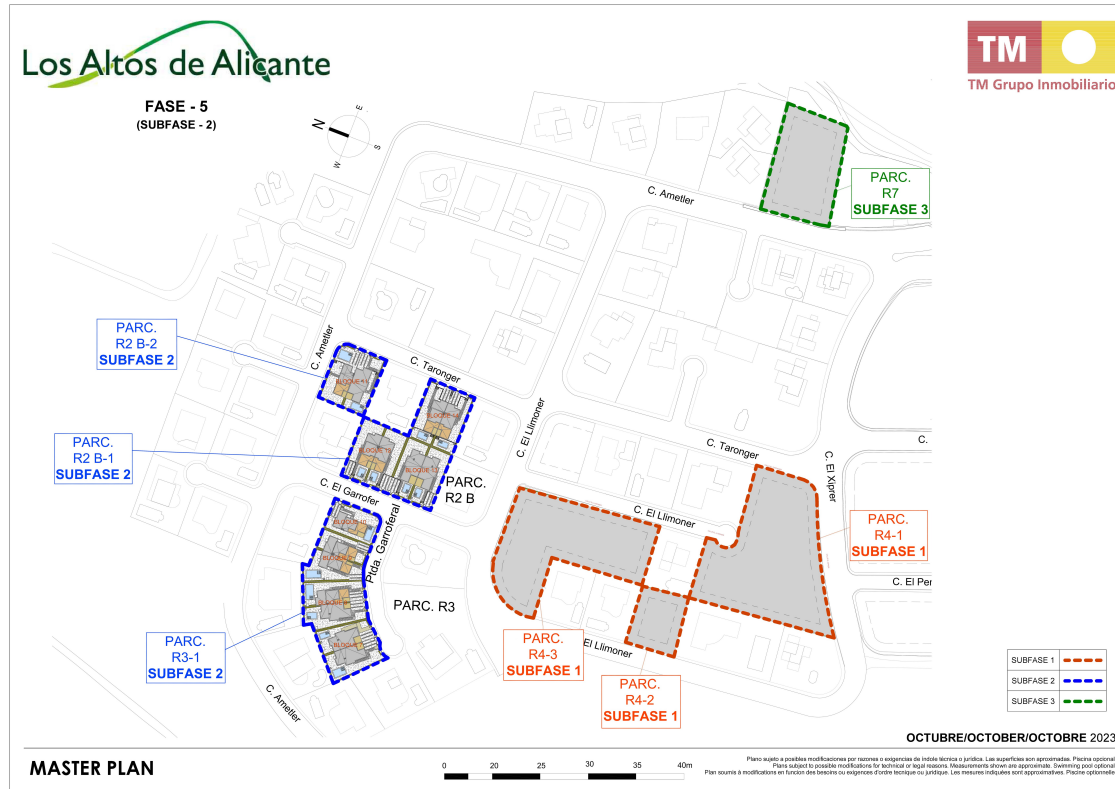 Los Altos de Alicante
FASE - 5
(SUBFASE - 2)
TM
TM Grupo Inmobiliario
N
E
S
W
C. Ametler
PARC.
R7
SUBFASE 3
PARC.
R2 B-2
SUBFASE 2
C. Ametler
C. Taronger
PARC.
R2 B-1
SUBFASE 2
C. El Llimoner
C. Taronger
C.
C. El Xiprer
PARC.
R2 B
C. El Garrofer
Ptda. Garroferal
C. El Llimoner
PARC.
R4-1
SUBFASE 1
C. El Per
PARC. R3
PARC.
R3-1
SUBFASE 2
PARC.
R4-3
SUBFASE 1
El Llimoner
PARC.
R4-2
SUBFASE 1
C. Ametler
SUBFASE 1
SUBFASE 2
SUBFASE 3
OCTUBRE/OCTOBER/OCTOBRE 2023
MASTER PLAN
0 10 20 25 30 35 40m
Plano sujeto a posibles modificaciones por razones o exigencias de indole técnica o jurídica. Las superficies son aproximadas. Piscina opcional
Plans subject to possible modifications for technical or legal reasons. Measurements shown are approximate. Swimming pool optional
Plan soumis à modifications en funcion des besoins ou exigences d'ordre tecnique ou juridique. Les mesures indiquées sont approximatives. Piscine optionnelle